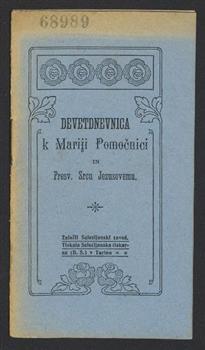 68989
DEVETDNEVNICA
k Mariji Pomočnici
IN
Presv. Srcu Jezusovemu.
Založil Salezijanski zavod,
Tiskala Salezijanska tiskar-
na (B. S.) v Turinu